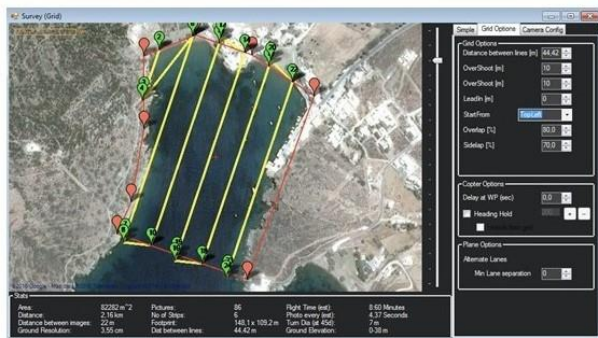 Survey (Grid)
Simple Grid Options Camera Config
Grid Options
Distance between lines [m] 44.42
OverShoot [m] 10
OverShoot [m] 10
LeadIn [m] 0
StartFrom TopLeft
Overlap [%] 80,0
Sidelap [%] 70,0
Copter Options
Delay at WP (sec) 0.0
Heading Hold
Plane Options
Alternate Lanes
Min Lane separation 0
Stats
Area: 82282 m^2 Pictures: 86 Flight Time (est): 8:60 Minutes
Distance: 2.16 km No of Strips: 6 Photo every (est): 4.37 Seconds
Distance between images: 22 m Footprint: 148,1 x 109,2 m Turn Dia (at 45d): 7 m
Ground Resolution: 3.55 cm Dist between lines: 44.42 m Ground Elevation: 0-38 m